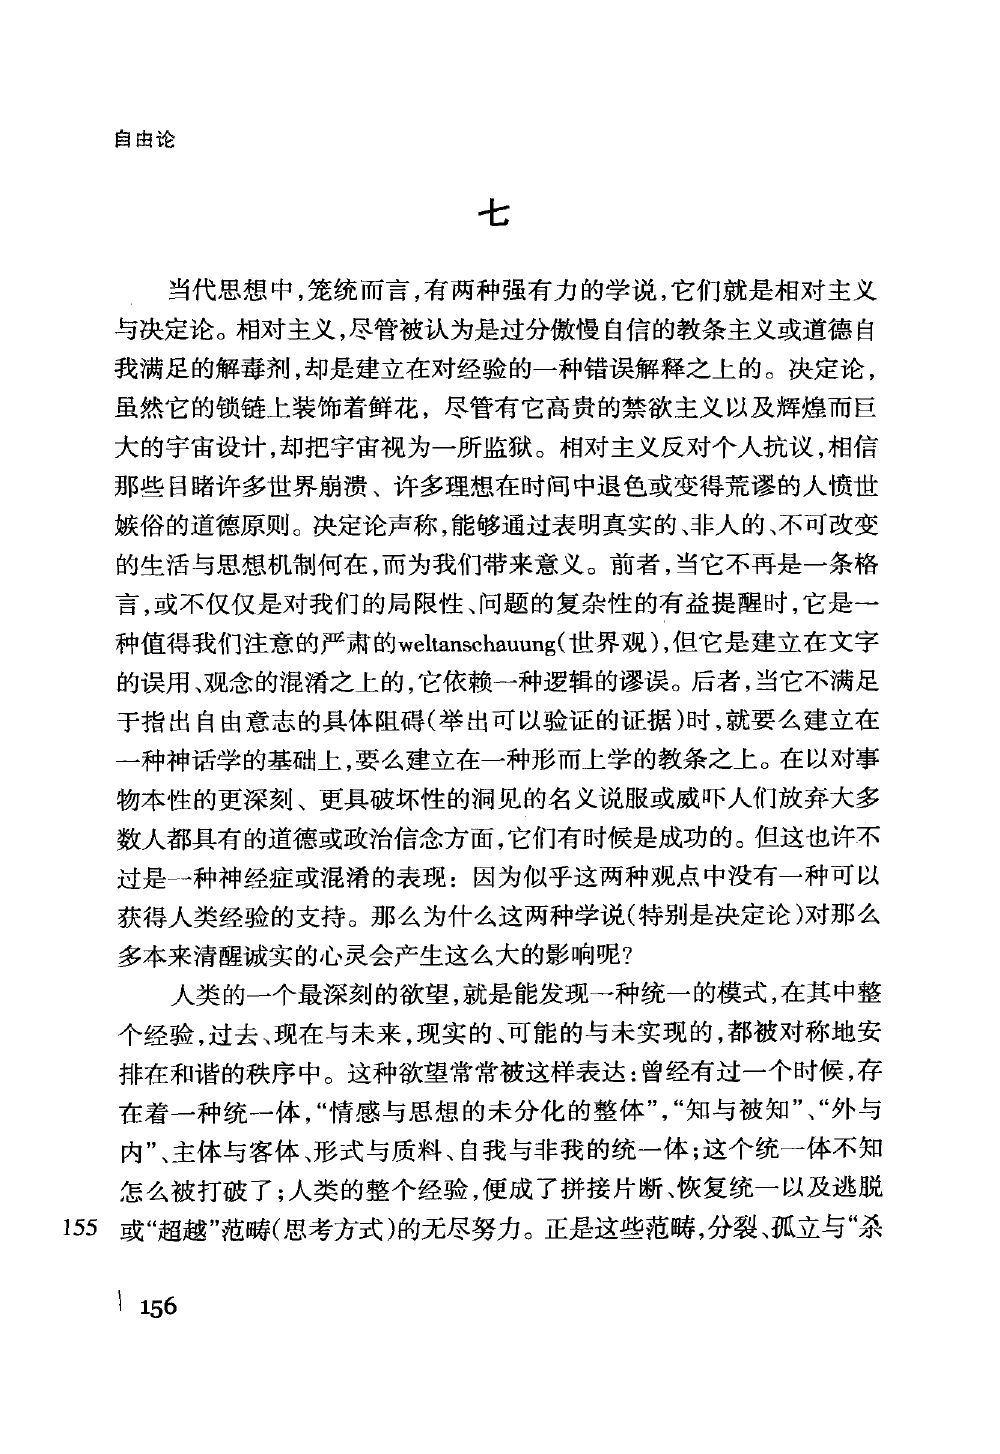 自由论
七
当代思想中,笼统而言,有两种强有力的学说,它们就是相对主义
与决定论。相对主义,尽管被认为是过分傲慢自信的教条主义或道德自
我满足的解毒剂,却是建立在对经验的一种错误解释之上的。决定论,
虽然它的锁链上装饰着鲜花,尽管有它高贵的禁欲主义以及辉煌而巨
大的宇宙设计,却把宇宙视为一所监狱。相对主义反对个人抗议,相信
那些目睹许多世界崩溃、许多理想在时间中退色或变得荒谬的人愤世
嫉俗的道德原则。决定论声称,能够通过表明真实的、非人的、不可改变
的生活与思想机制何在,而为我们带来意义。前者,当它不再是一条格
言,或不仅仅是对我们的局限性、问题的复杂性的有益提醒时,它是一
种值得我们注意的严肃的weltanschauung(世界观),但它是建立在文字
的误用、观念的混淆之上的,它依赖一种逻辑的谬误。后者,当它不满足
于指出自由意志的具体阻碍(举出可以验证的证据)时,就要么建立在
一种神话学的基础上,要么建立在一种形而上学的教条之上。在以对事
物本性的更深刻、更具破坏性的洞见的名义说服或威吓人们放弃大多
数人都具有的道德或政治信念方面,它们有时候是成功的。但这也许不
过是一种神经症或混淆的表现:因为似乎这两种观点中没有一种可以
获得人类经验的支持。那么为什么这两种学说(特别是决定论)对那么
多本来清醒诚实的心灵会产生这么大的影响呢?
人类的一个最深刻的欲望,就是能发现一种统一的模式,在其中整
个经验,过去、现在与未来,现实的、可能的与未实现的,都被对称地安
排在和谐的秩序中。这种欲望常常被这样表达:曾经有过一个时候,存
在着一种统一体,“情感与思想的未分化的整体”,“知与被知”、“外与
内”、主体与客体、形式与质料、自我与非我的统一体;这个统一体不知
怎么被打破了;人类的整个经验,便成了拼接片断、恢复统一以及逃脱
155 或“超越”范畴(思考方式)的无尽努力。正是这些范畴,分裂、孤立与“杀
156